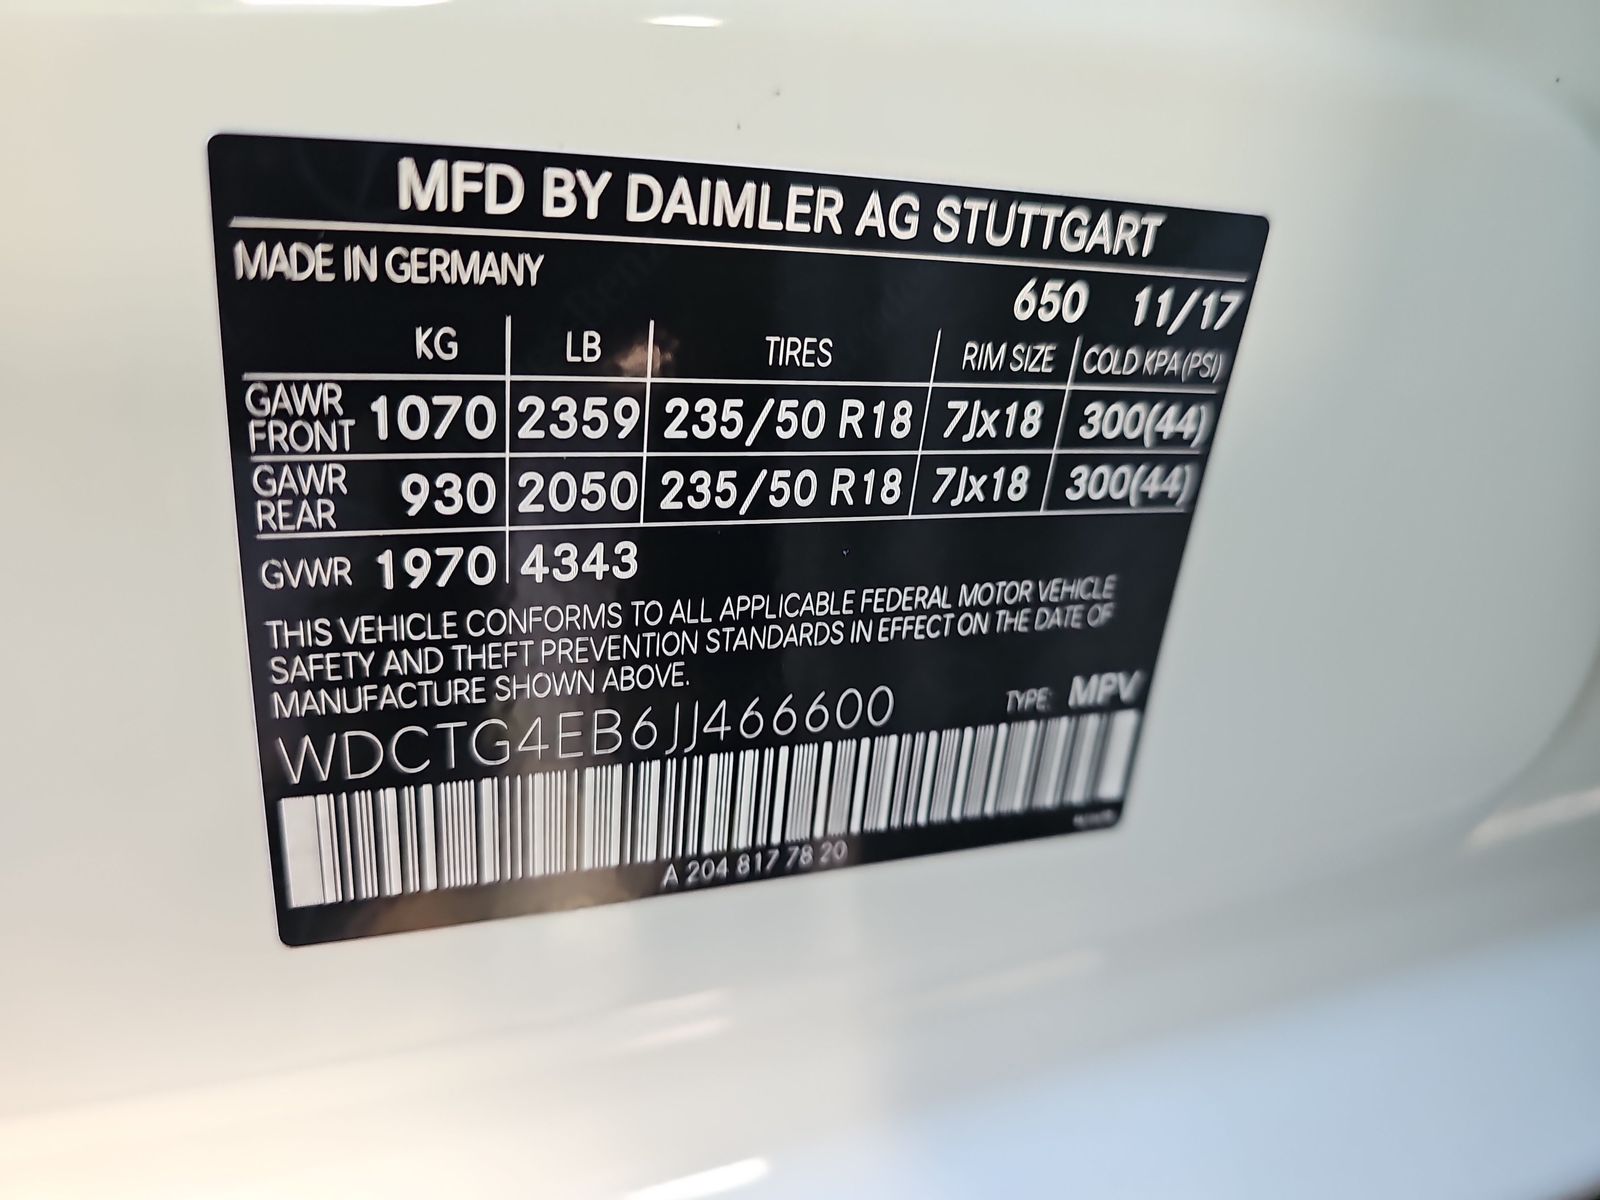 MFD BY DAIMLER AG STUTTGART
MADE IN GERMANY
650 11/17
KG LB TIRES RIM SIZE COLD KPA (PSI)
GAWR FRONT 1070 2359 235/50 R18 7Jx18 300(44)
GAWR REAR 930 2050 235/50 R18 7Jx18 300(44)
GVWR 1970 4343
THIS VEHICLE CONFORMS TO ALL APPLICABLE FEDERAL MOTOR VEHICLE
SAFETY AND THEFT PREVENTION STANDARDS IN EFFECT ON THE DATE OF
MANUFACTURE SHOWN ABOVE.
WDCTG4EB6JJ466600 TYPE: MPV
A 204 817 78 20